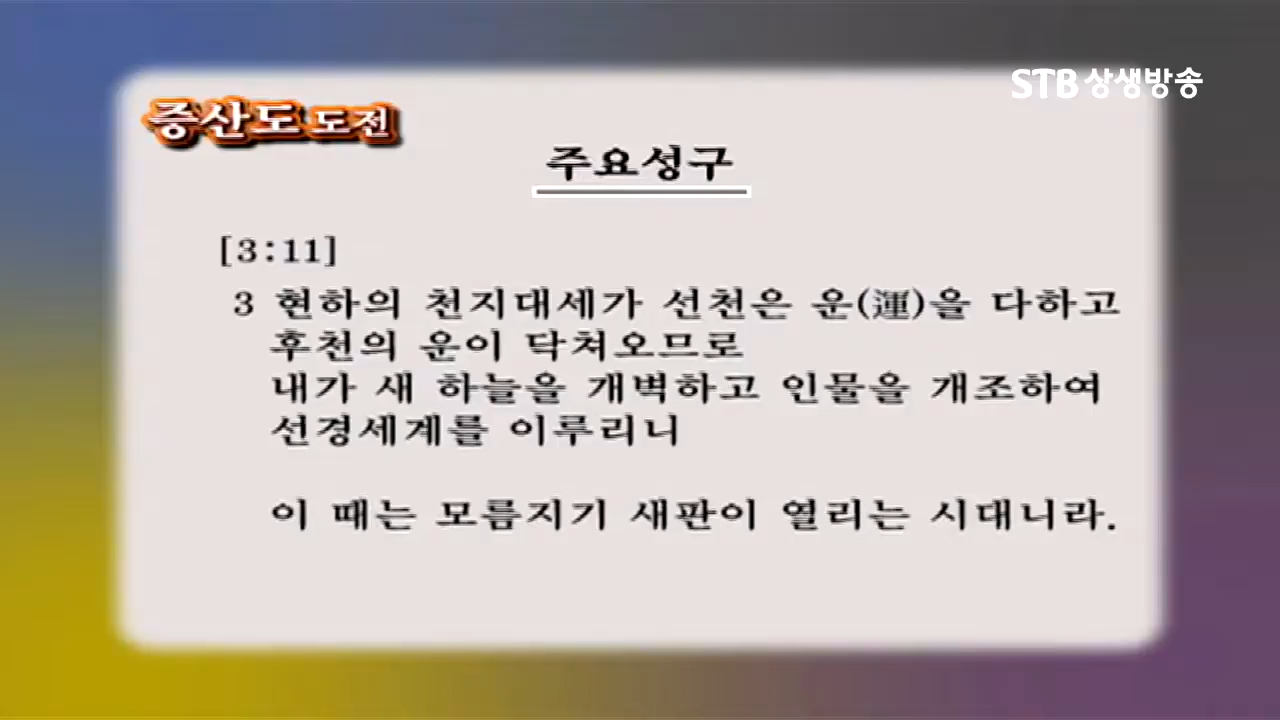 STB상생방송
증산도 도전
주요성구
[3:11]
3 현하의 천지대세가 선천은 운(運)을 다하고
후천의 운이 닥쳐오므로
내가 새 하늘을 개벽하고 인물을 개조하여
선경세계를 이루리니
이 때는 모름지기 새판이 열리는 시대니라.